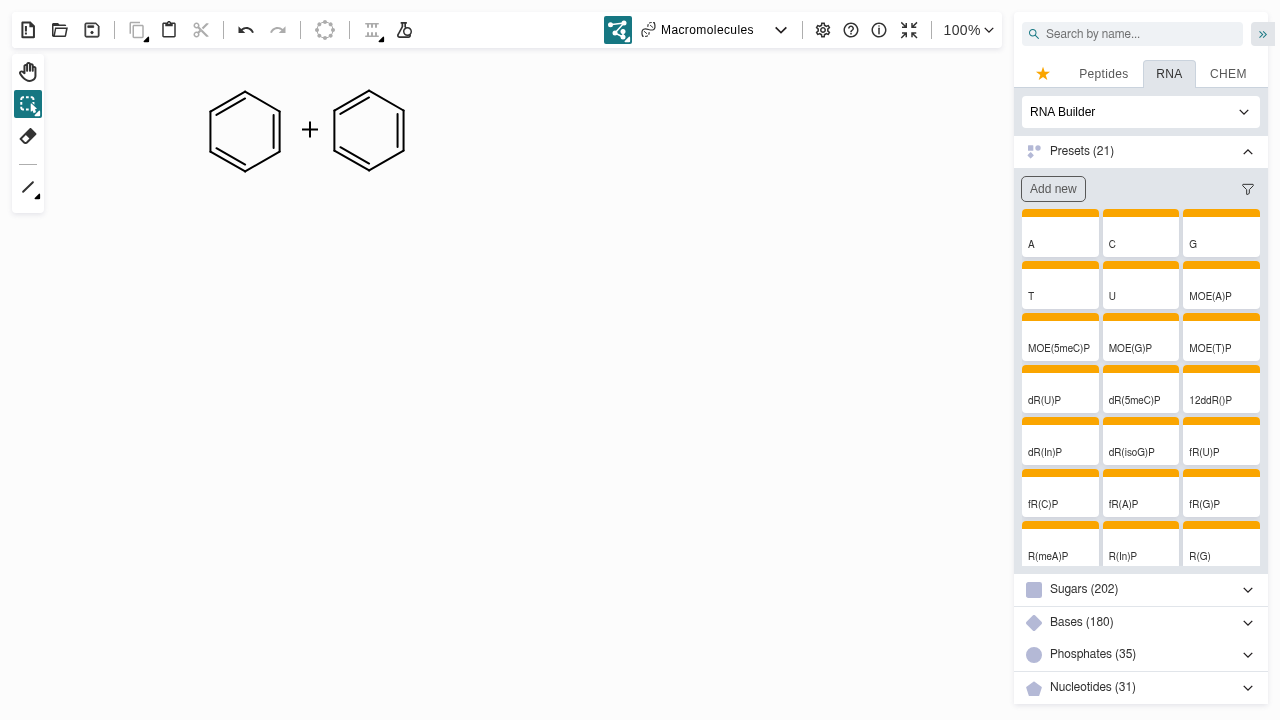 Macromolecules
100%
Search by name...
Peptides
RNA
CHEM
RNA Builder
Presets (21)
Add new
A
C
G
T
U
MOE(A)P
MOE(5meC)P
MOE(G)P
MOE(T)P
dR(U)P
dR(5meC)P
12ddR()P
dR(In)P
dR(isoG)P
fR(U)P
fR(C)P
fR(A)P
fR(G)P
R(meA)P
R(In)P
R(G)
Sugars (202)
Bases (180)
Phosphates (35)
Nucleotides (31)